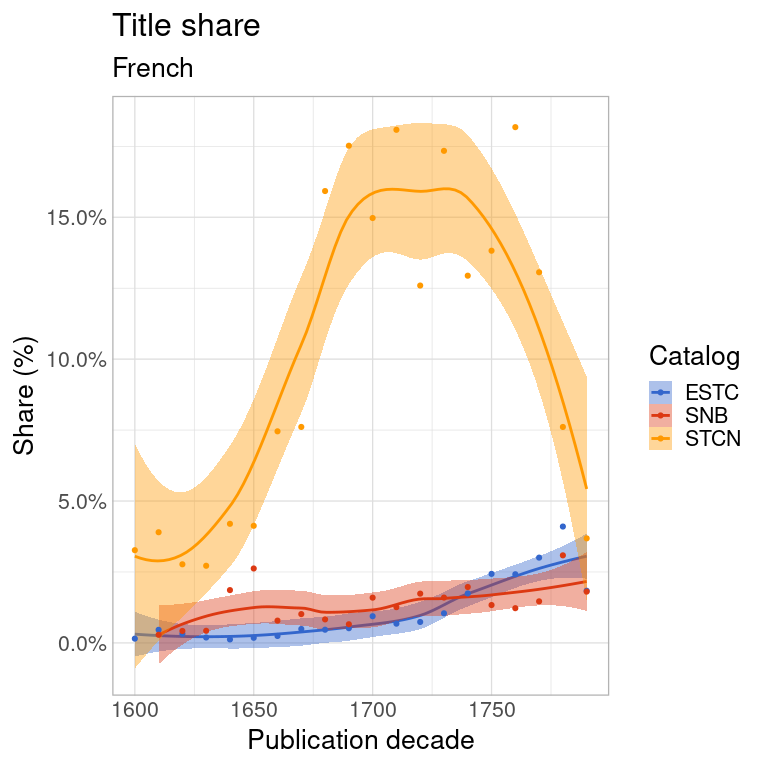 Title share
French
Share (%)
15.0%
10.0%
5.0%
0.0%
1600 1650 1700 1750
Publication decade
Catalog
ESTC
SNB
STCN